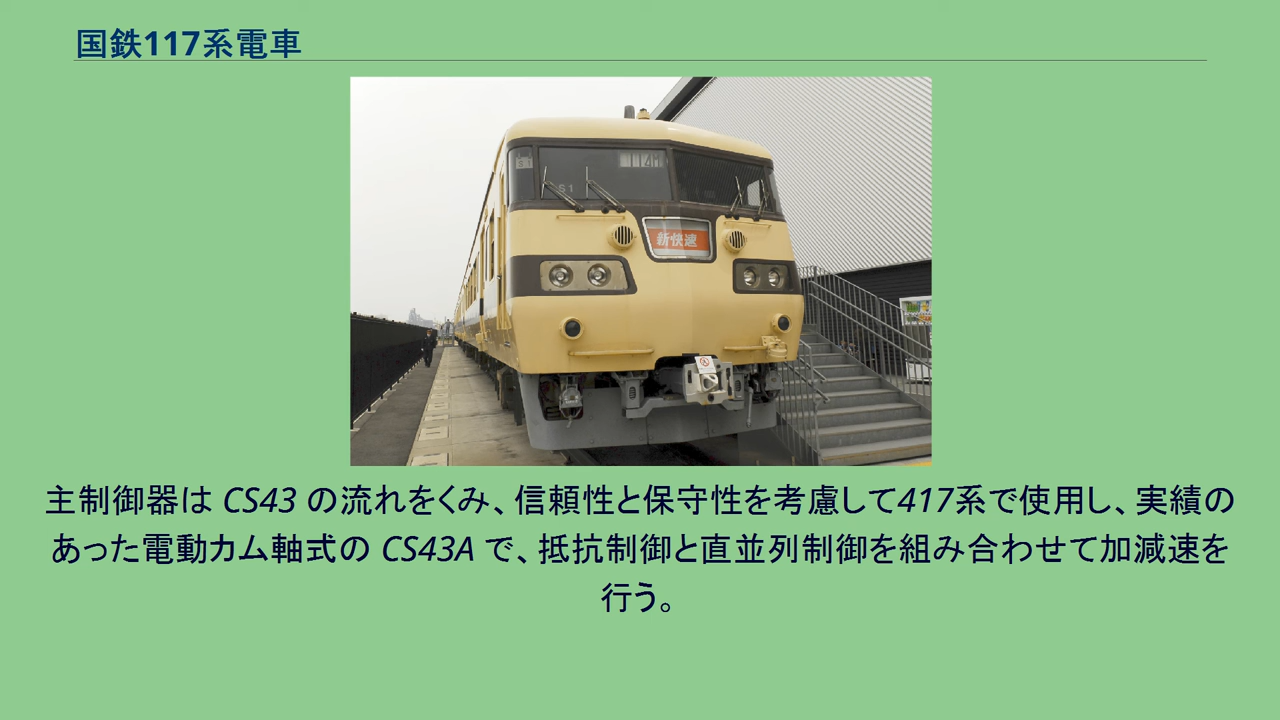 国鉄117系電車
S1
114M
S1
新快速
主制御器は CS43 の流れをくみ、信頼性と保守性を考慮して417系で使用し、実績の
あった電動カム軸式の CS43A で、抵抗制御と直並列制御を組み合わせて加減速を
行う。